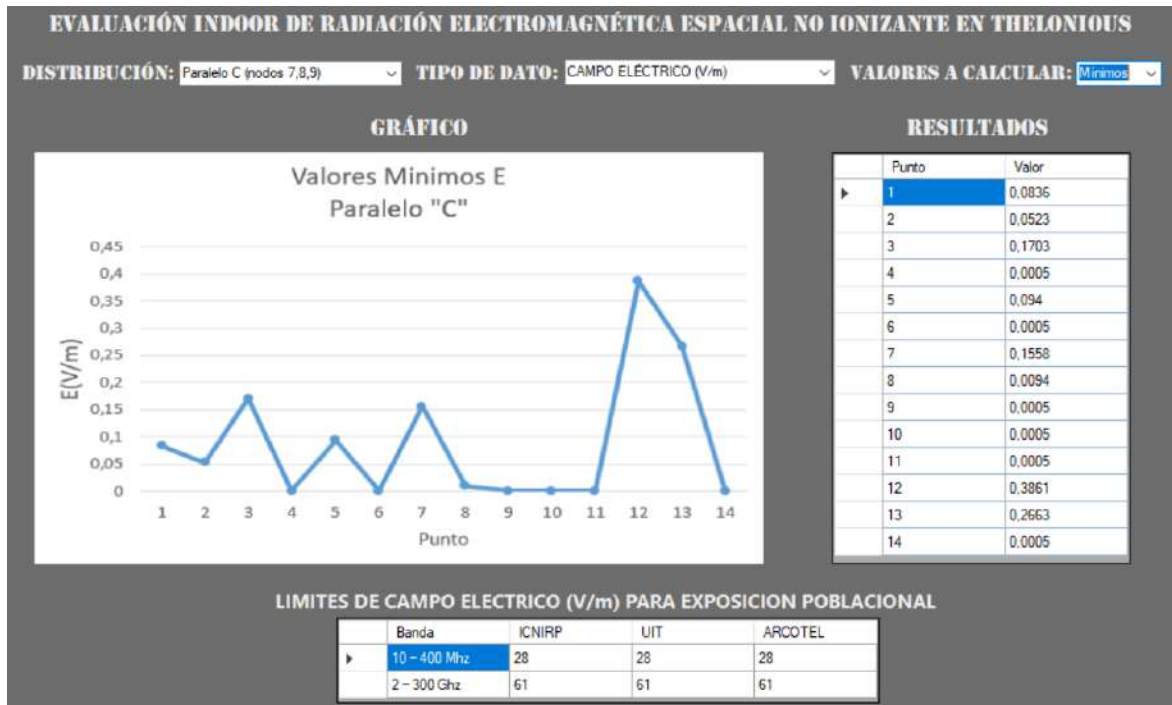 EVALUACIÓN INDOOR DE RADIACIÓN ELECTROMAGNÉTICA ESPACIAL NO IONIZANTE EN THELONIOUS
DISTRIBUCIÓN: Paralelo C (nodos 7,8,9) TIPO DE DATO: CAMPO ELÉCTRICO (V/m) VALORES A CALCULAR: Mínimos
GRÁFICO
Valores Minimos E
Paralelo "C"
0,45
0,4
0,35
0,3
0,25
0,2
0,15
0,1
0,05
0
E(V/m)
1 2 3 4 5 6 7 8 9 10 11 12 13 14
Punto
RESULTADOS
Punto Valor
1 0,0836
2 0,0523
3 0,1703
4 0,0005
5 0,094
6 0,0005
7 0,1558
8 0,0094
9 0,0005
10 0,0005
11 0,0005
12 0,3861
13 0,2663
14 0,0005
LIMITES DE CAMPO ELECTRICO (V/m) PARA EXPOSICION POBLACIONAL
Banda ICNIRP UIT ARCOTEL
10 – 400 Mhz 28 28 28
2 – 300 Ghz 61 61 61